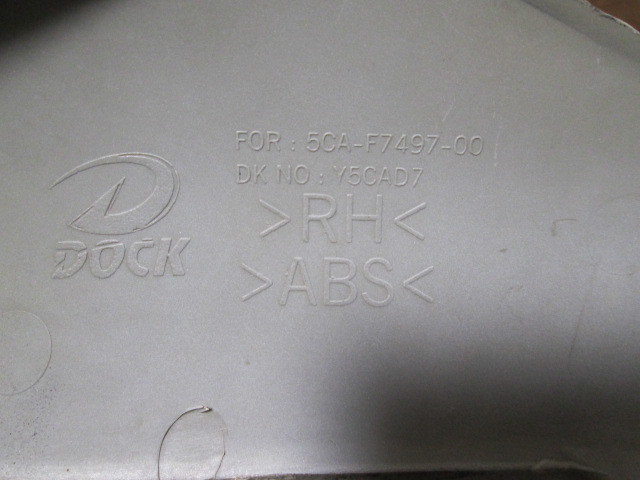 FOR : 5CA-F7497-00
DK NO : Y5CAD7
>RH<
>ABS<
DOCK